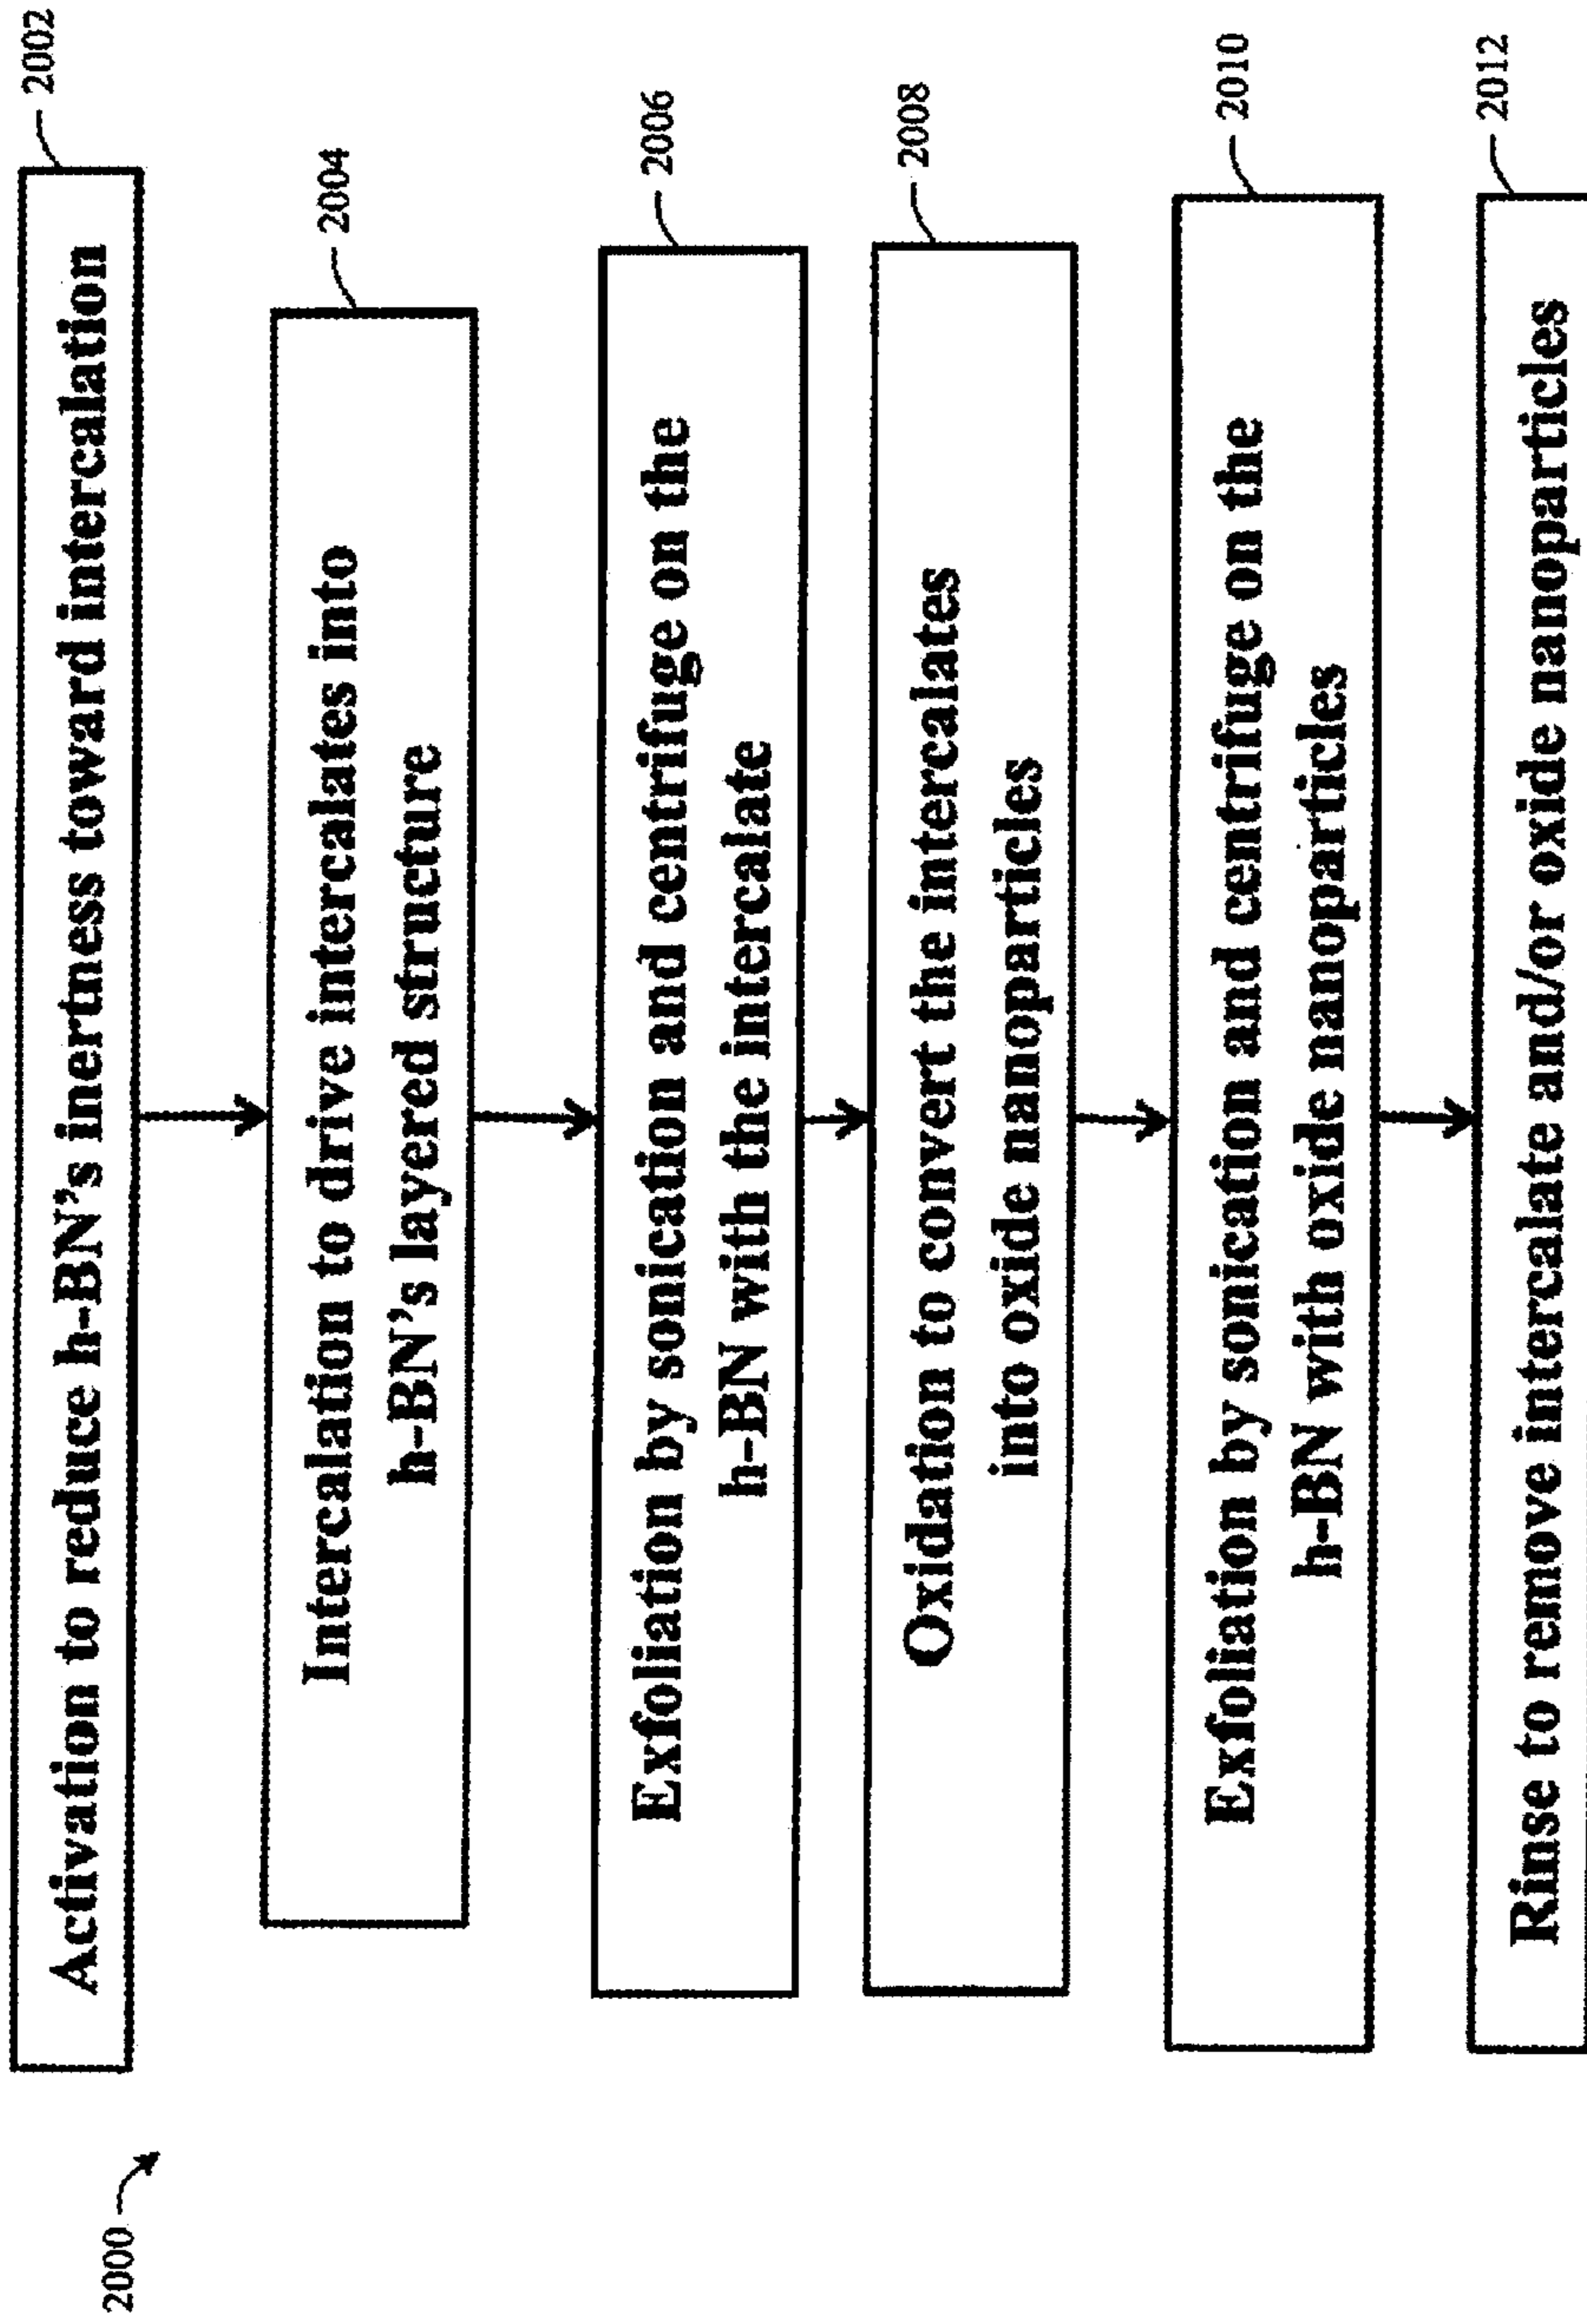 2000
2002
Activation to reduce h-BN's inertness toward intercalation
2004
Intercalation to drive intercalates into
h-BN's layered structure
2006
Exfoliation by sonication and centrifuge on the
h-BN with the intercalate
2008
Oxidation to convert the intercalates
into oxide nanoparticles
2010
Exfoliation by sonication and centrifuge on the
h-BN with oxide nanoparticles
2012
Rinse to remove intercalate and/or oxide nanoparticles